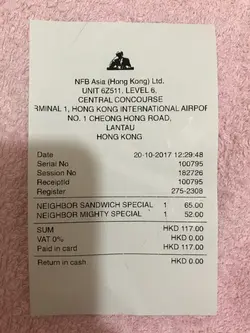 NFB Asia (Hong Kong) Ltd.
UNIT 6Z511, LEVEL 6,
CENTRAL CONCOURSE
RMINAL 1, HONG KONG INTERNATIONAL AIRPOR
NO. 1 CHEONG HONG ROAD,
LANTAU
HONG KONG
Date 20-10-2017 12:29:48
Serial No 100795
Session No 182726
ReceiptId 100795
Register 275-2308
NEIGHBOR SANDWICH SPECIAL 1 65.00
NEIGHBOR MIGHTY SPECIAL 1 52.00
SUM HKD 117.00
VAT 0% HKD 0.00
Paid in card HKD 117.00
Return in cash HKD 0.00